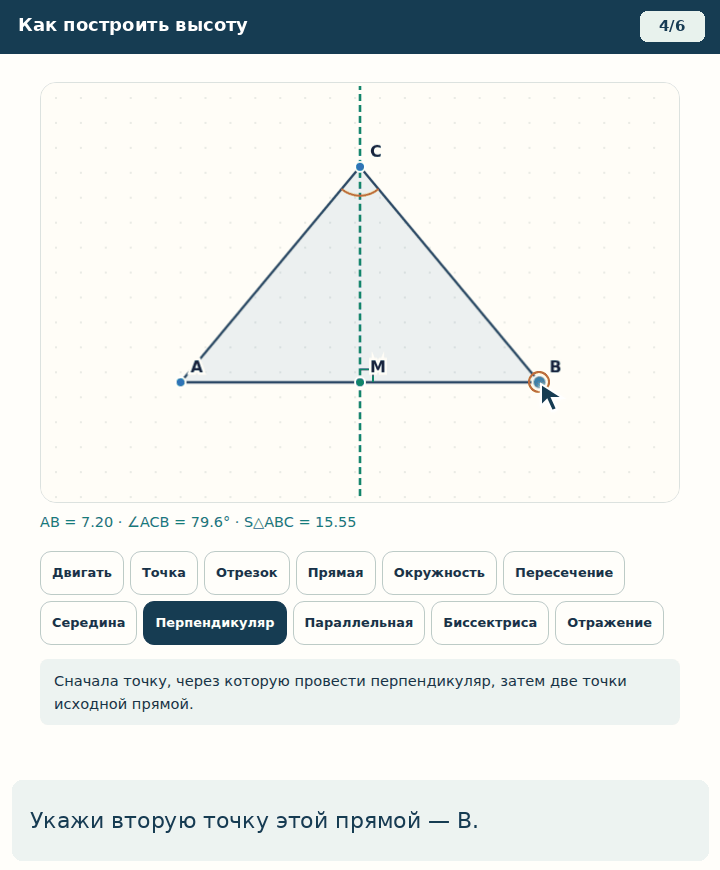 Как построить высоту
4/6
C
A
M
B
AB = 7.20 · ∠ACB = 79.6° · S△ABC = 15.55
Двигать Точка Отрезок Прямая Окружность Пересечение
Середина Перпендикуляр Параллельная Биссектриса Отражение
Сначала точку, через которую провести перпендикуляр, затем две точки
исходной прямой.
Укажи вторую точку этой прямой — B.